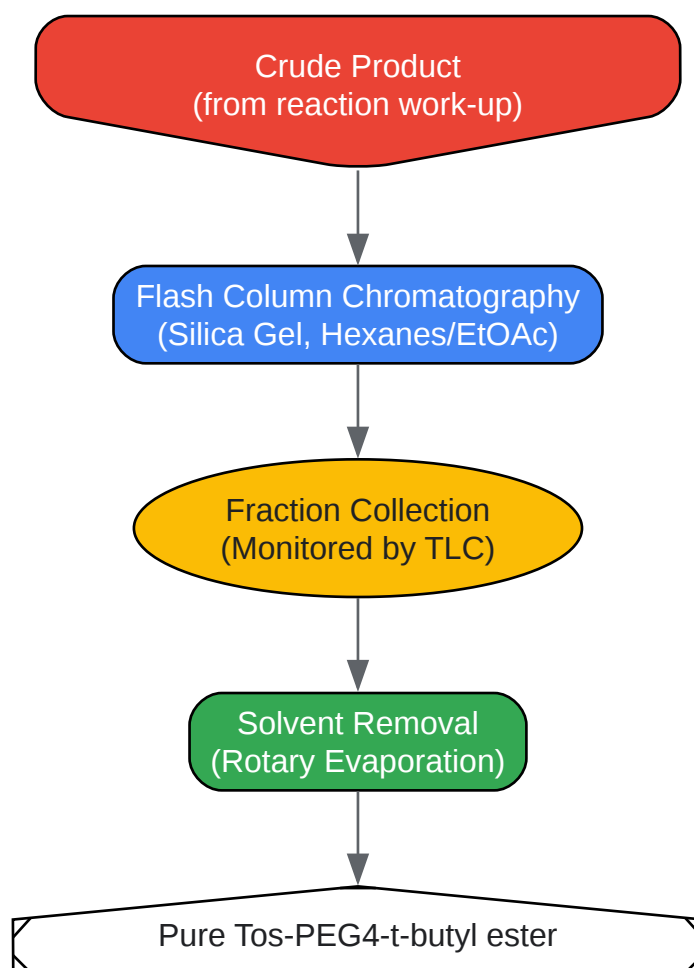 Crude Product
(from reaction work-up)
Flash Column Chromatography
(Silica Gel, Hexanes/EtOAc)
Fraction Collection
(Monitored by TLC)
Solvent Removal
(Rotary Evaporation)
Pure Tos-PEG4-t-butyl ester